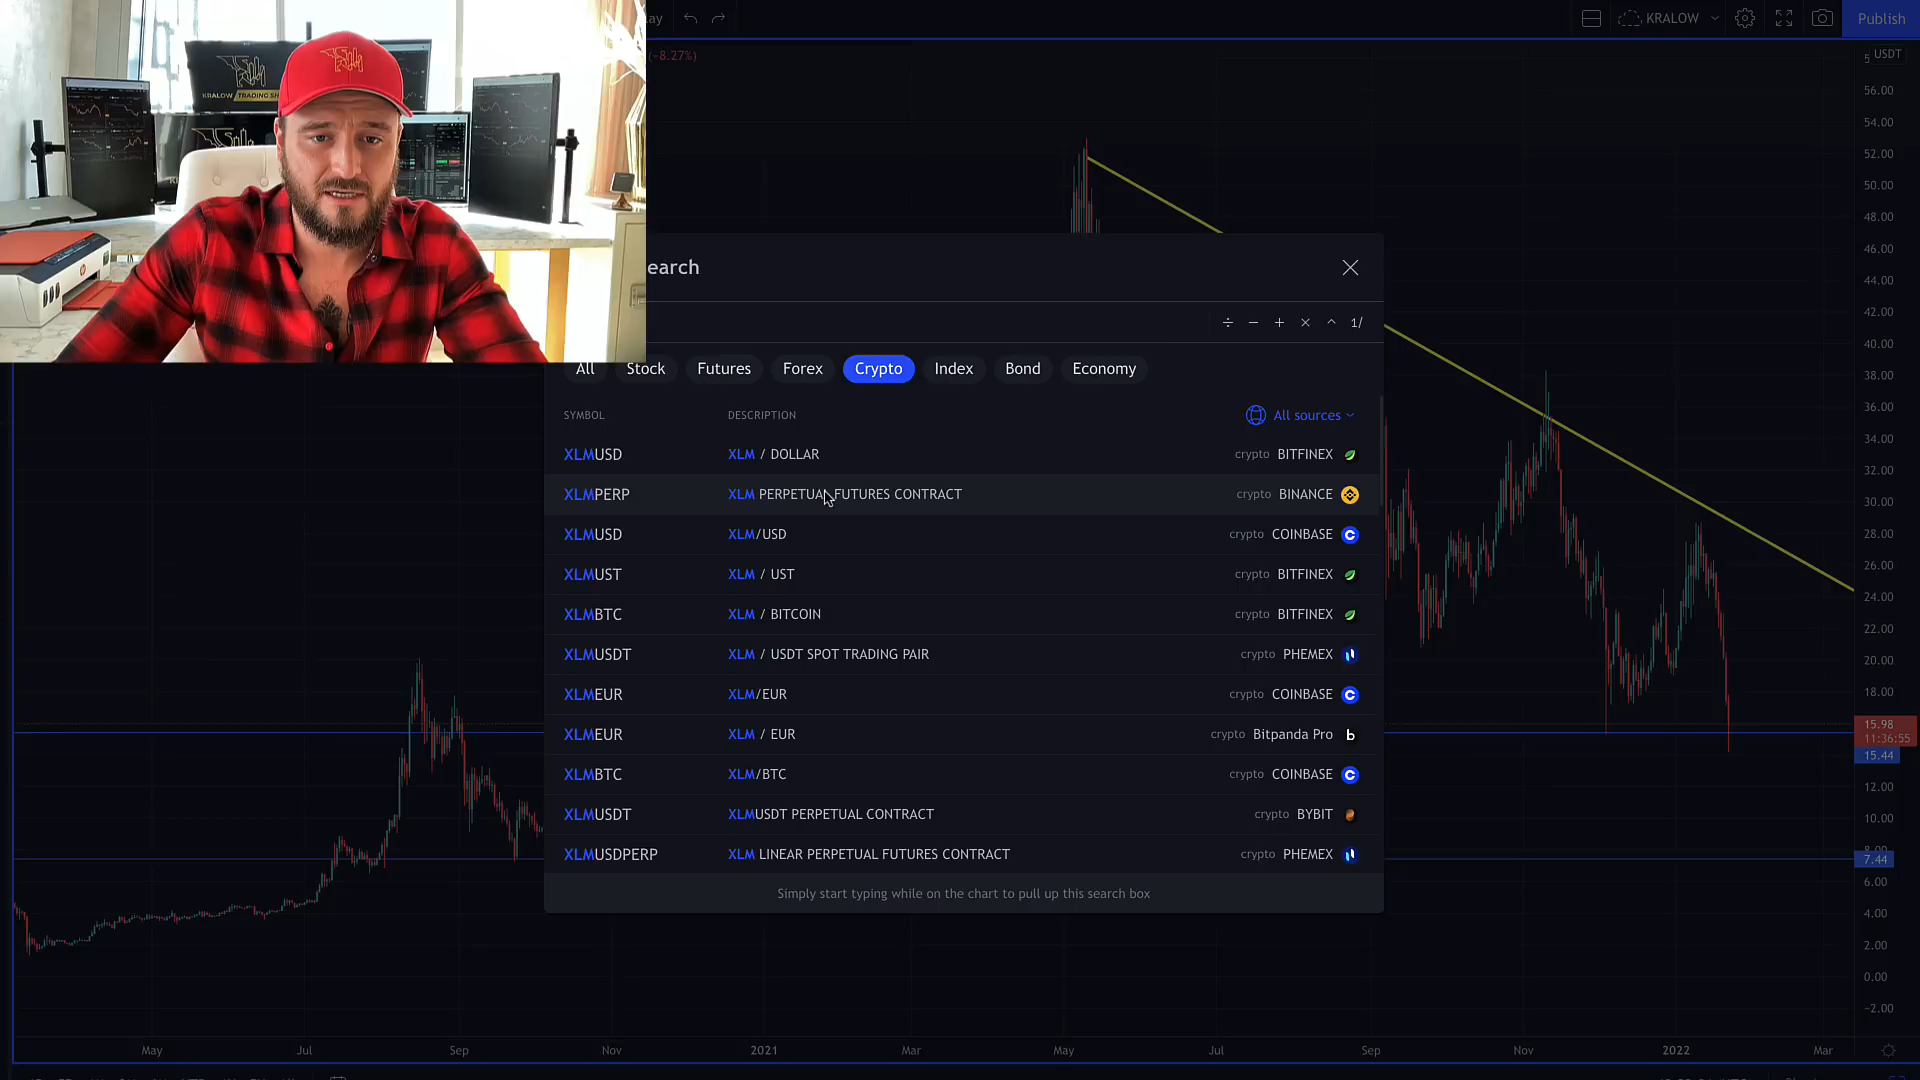 lay
KRALOW
Publish
(−8.27%)
USDT
KRALOW TRADING
earch
÷ − + × ^ 1/
All Stock Futures Forex Crypto Index Bond Economy
SYMBOL DESCRIPTION All sources
XLMUSD XLM / DOLLAR crypto BITFINEX
XLMPERP XLM PERPETUAL FUTURES CONTRACT crypto BINANCE
XLMUSD XLM/USD crypto COINBASE
XLMUST XLM / UST crypto BITFINEX
XLMBTC XLM / BITCOIN crypto BITFINEX
XLMUSDT XLM / USDT SPOT TRADING PAIR crypto PHEMEX
XLMEUR XLM/EUR crypto COINBASE
XLMEUR XLM / EUR crypto Bitpanda Pro
XLMBTC XLM/BTC crypto COINBASE
XLMUSDT XLMUSDT PERPETUAL CONTRACT crypto BYBIT
XLMUSDPERP XLM LINEAR PERPETUAL FUTURES CONTRACT crypto PHEMEX
Simply start typing while on the chart to pull up this search box
56.00
54.00
52.00
50.00
48.00
46.00
44.00
42.00
40.00
38.00
36.00
34.00
32.00
30.00
28.00
26.00
24.00
22.00
20.00
18.00
15.98
11:36:55
15.44
12.00
10.00
8.00
7.44
6.00
4.00
2.00
0.00
−2.00
May Jul Sep Nov 2021 Mar May Jul Sep Nov 2022 Mar